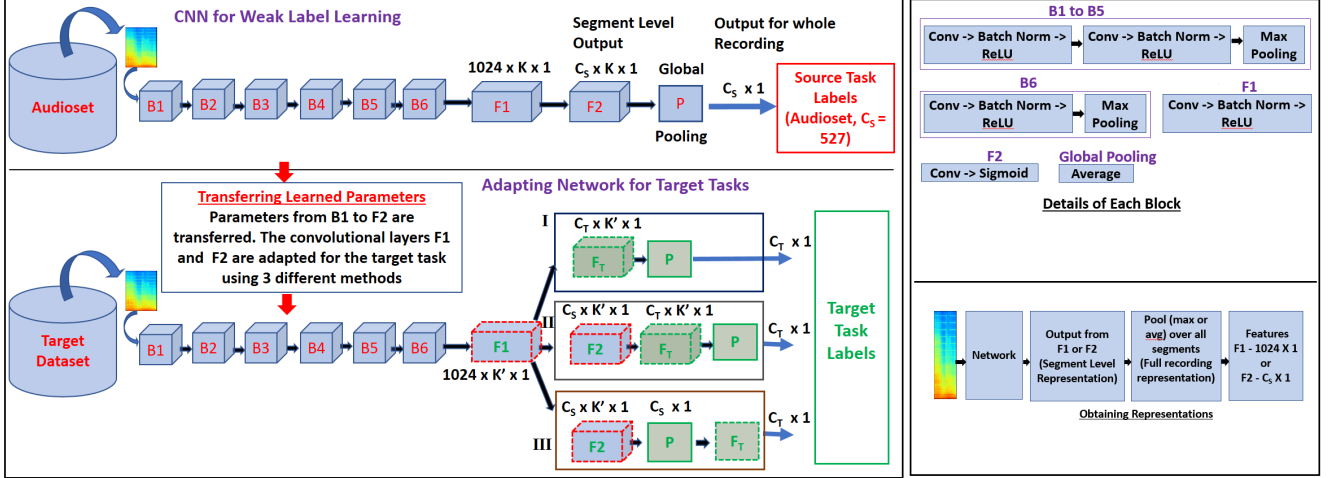 CNN for Weak Label Learning
Audioset
B1
B2
B3
B4
B5
B6
1024 x K x 1
F1
Segment Level
Output
C_S x K x 1
F2
Global
P
Pooling
Output for whole
Recording
C_S x 1
Source Task
Labels
(Audioset, C_S =
527)
Transferring Learned Parameters
Parameters from B1 to F2 are
transferred. The convolutional layers F1
and F2 are adapted for the target task
using 3 different methods
Adapting Network for Target Tasks
Target
Dataset
B1
B2
B3
B4
B5
B6
F1
1024 x K' x 1
I
C_T x K' x 1
F_T
P
C_T x 1
II
C_S x K' x 1
C_T x K' x 1
F2
F_T
P
C_T x 1
III
C_S x K' x 1
C_S x 1
F2
P
F_T
C_T x 1
Target
Task
Labels
B1 to B5
Conv -> Batch Norm ->
ReLU
Conv -> Batch Norm ->
ReLU
Max
Pooling
B6
Conv -> Batch Norm ->
ReLU
Max
Pooling
F1
Conv -> Batch Norm ->
ReLU
F2
Conv -> Sigmoid
Global Pooling
Average
Details of Each Block
Network
Output from
F1 or F2
(Segment Level
Representation)
Pool (max or
avg) over all
segments
(Full recording
representation)
Features
F1 - 1024 X 1
or
F2 - C_S X 1
Obtaining Representations